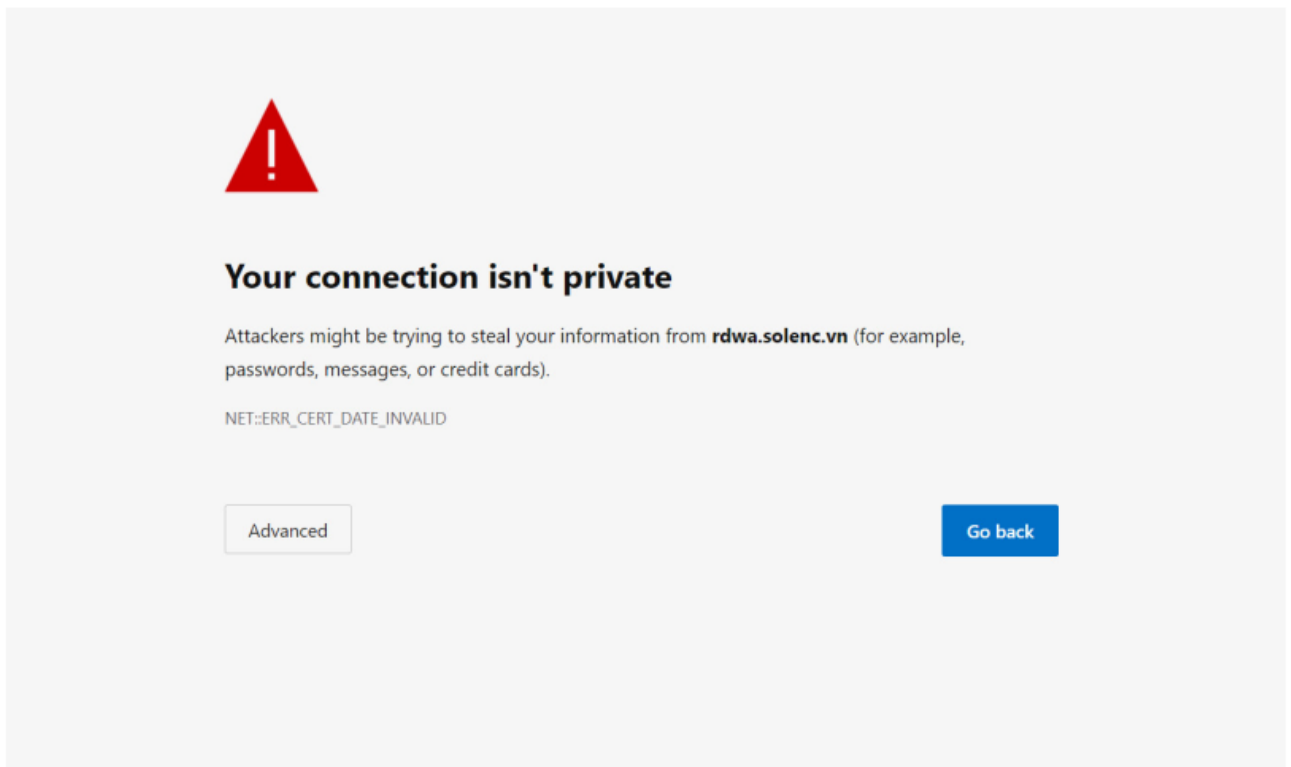 Your connection isn't private
Attackers might be trying to steal your information from rdwa.solenc.vn (for example,
passwords, messages, or credit cards).
NET::ERR_CERT_DATE_INVALID
Advanced
Go back